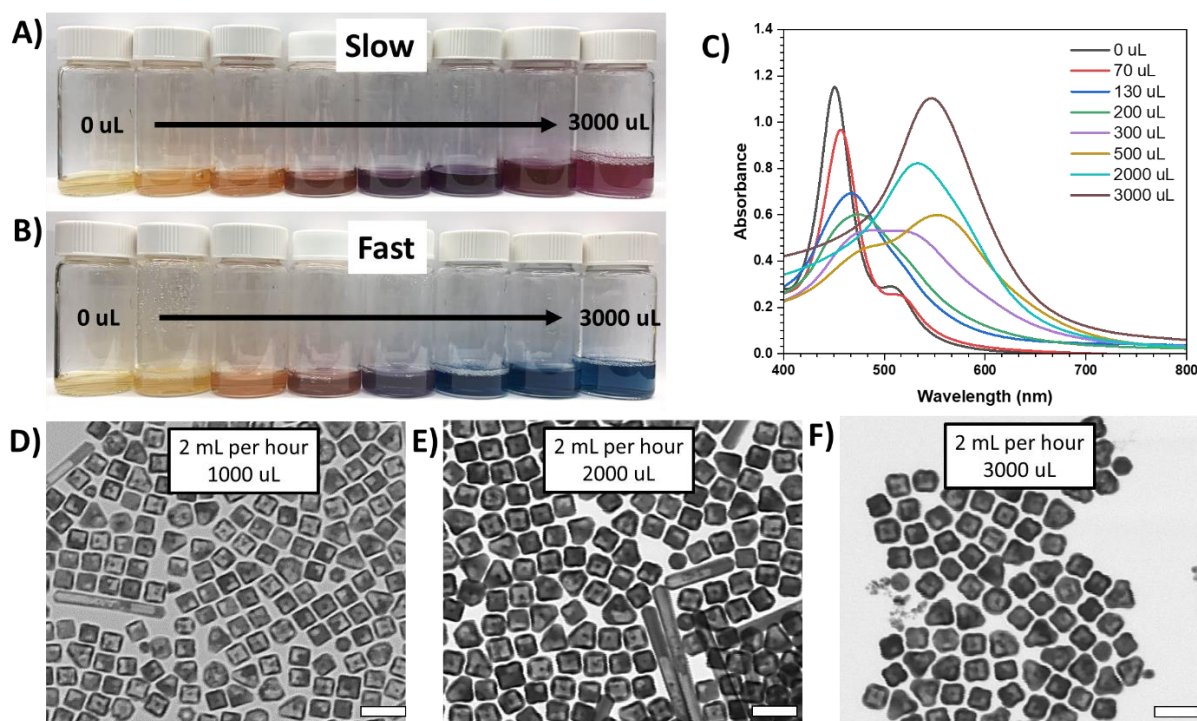 A)
Slow
0 uL
3000 uL
B)
Fast
0 uL
3000 uL
C)
1.4
1.2
1.0
0.8
0.6
0.4
0.2
0.0
Absorbance
400
500
600
700
800
Wavelength (nm)
0 uL
70 uL
130 uL
200 uL
300 uL
500 uL
2000 uL
3000 uL
D)
2 mL per hour
1000 uL
E)
2 mL per hour
2000 uL
F)
2 mL per hour
3000 uL